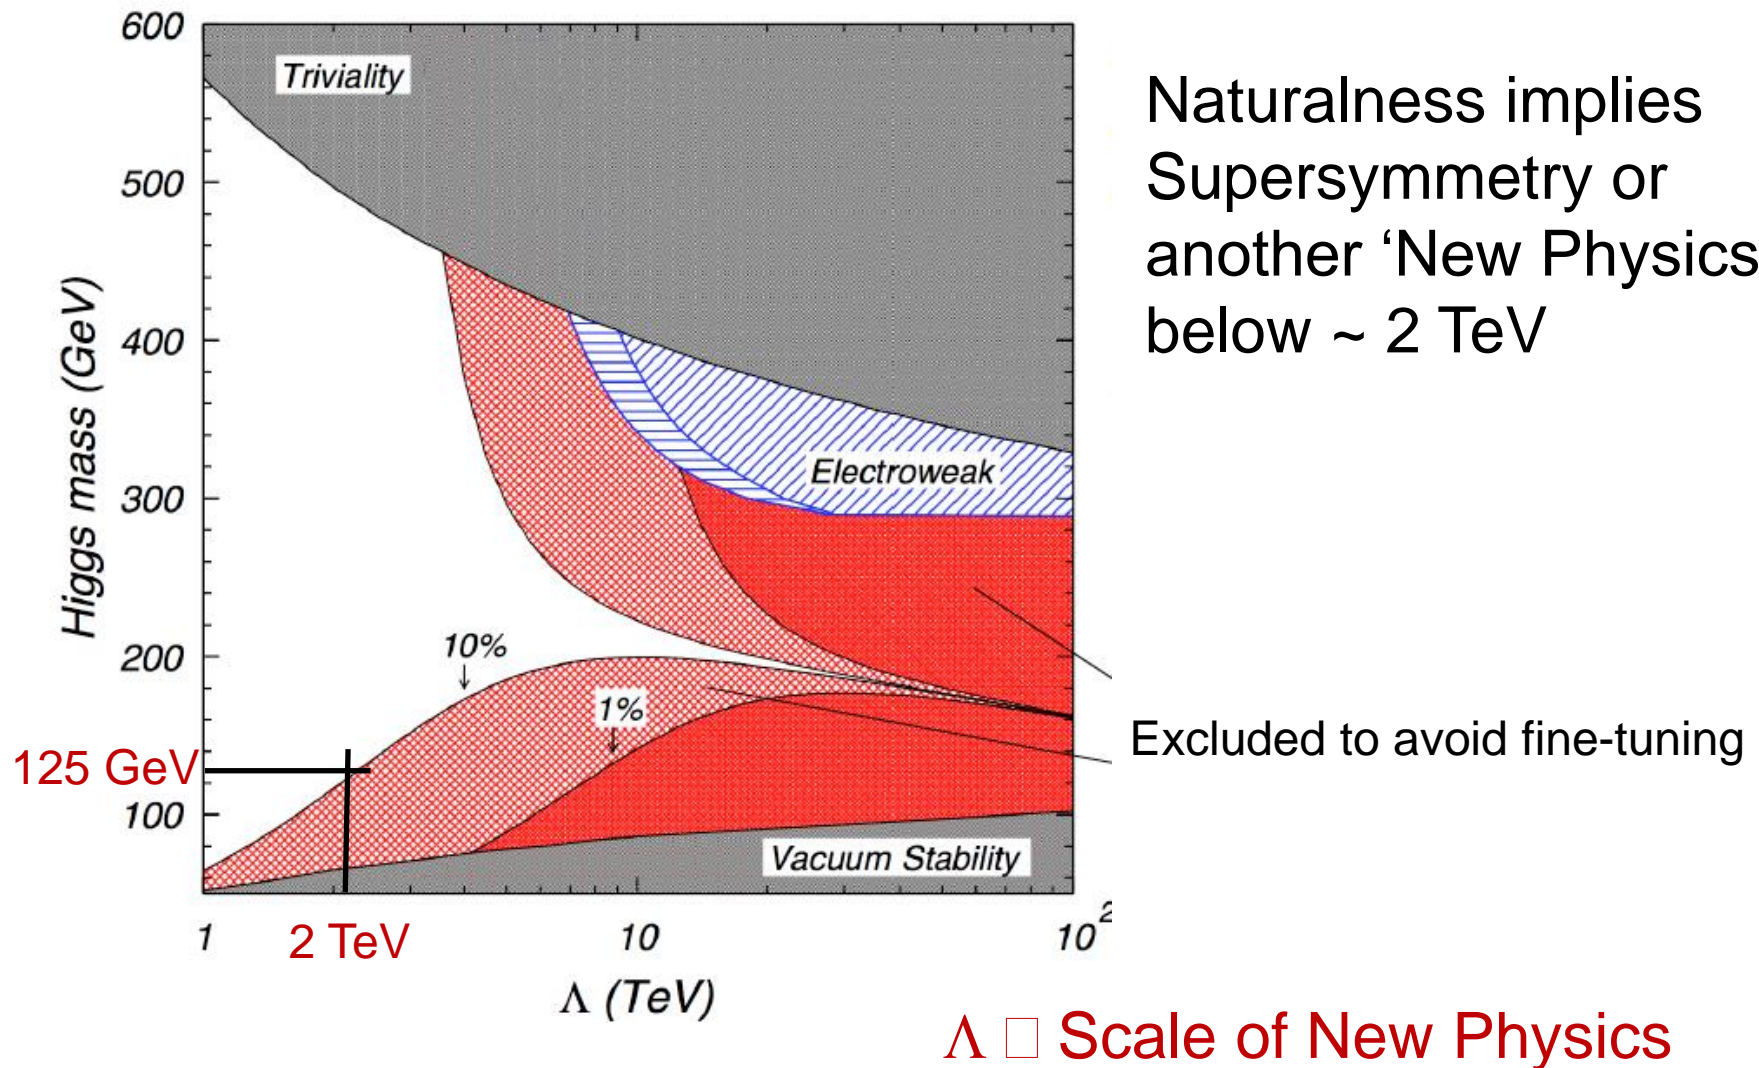 600
Triviality
500
400
300
200
100
Higgs mass (GeV)
Electroweak
10%
1%
Vacuum Stability
125 GeV
2 TeV
1
10
10²
Λ (TeV)
Naturalness implies
Supersymmetry or
another ‘New Physics
below ~ 2 TeV
Excluded to avoid fine-tuning
Λ □ Scale of New Physics